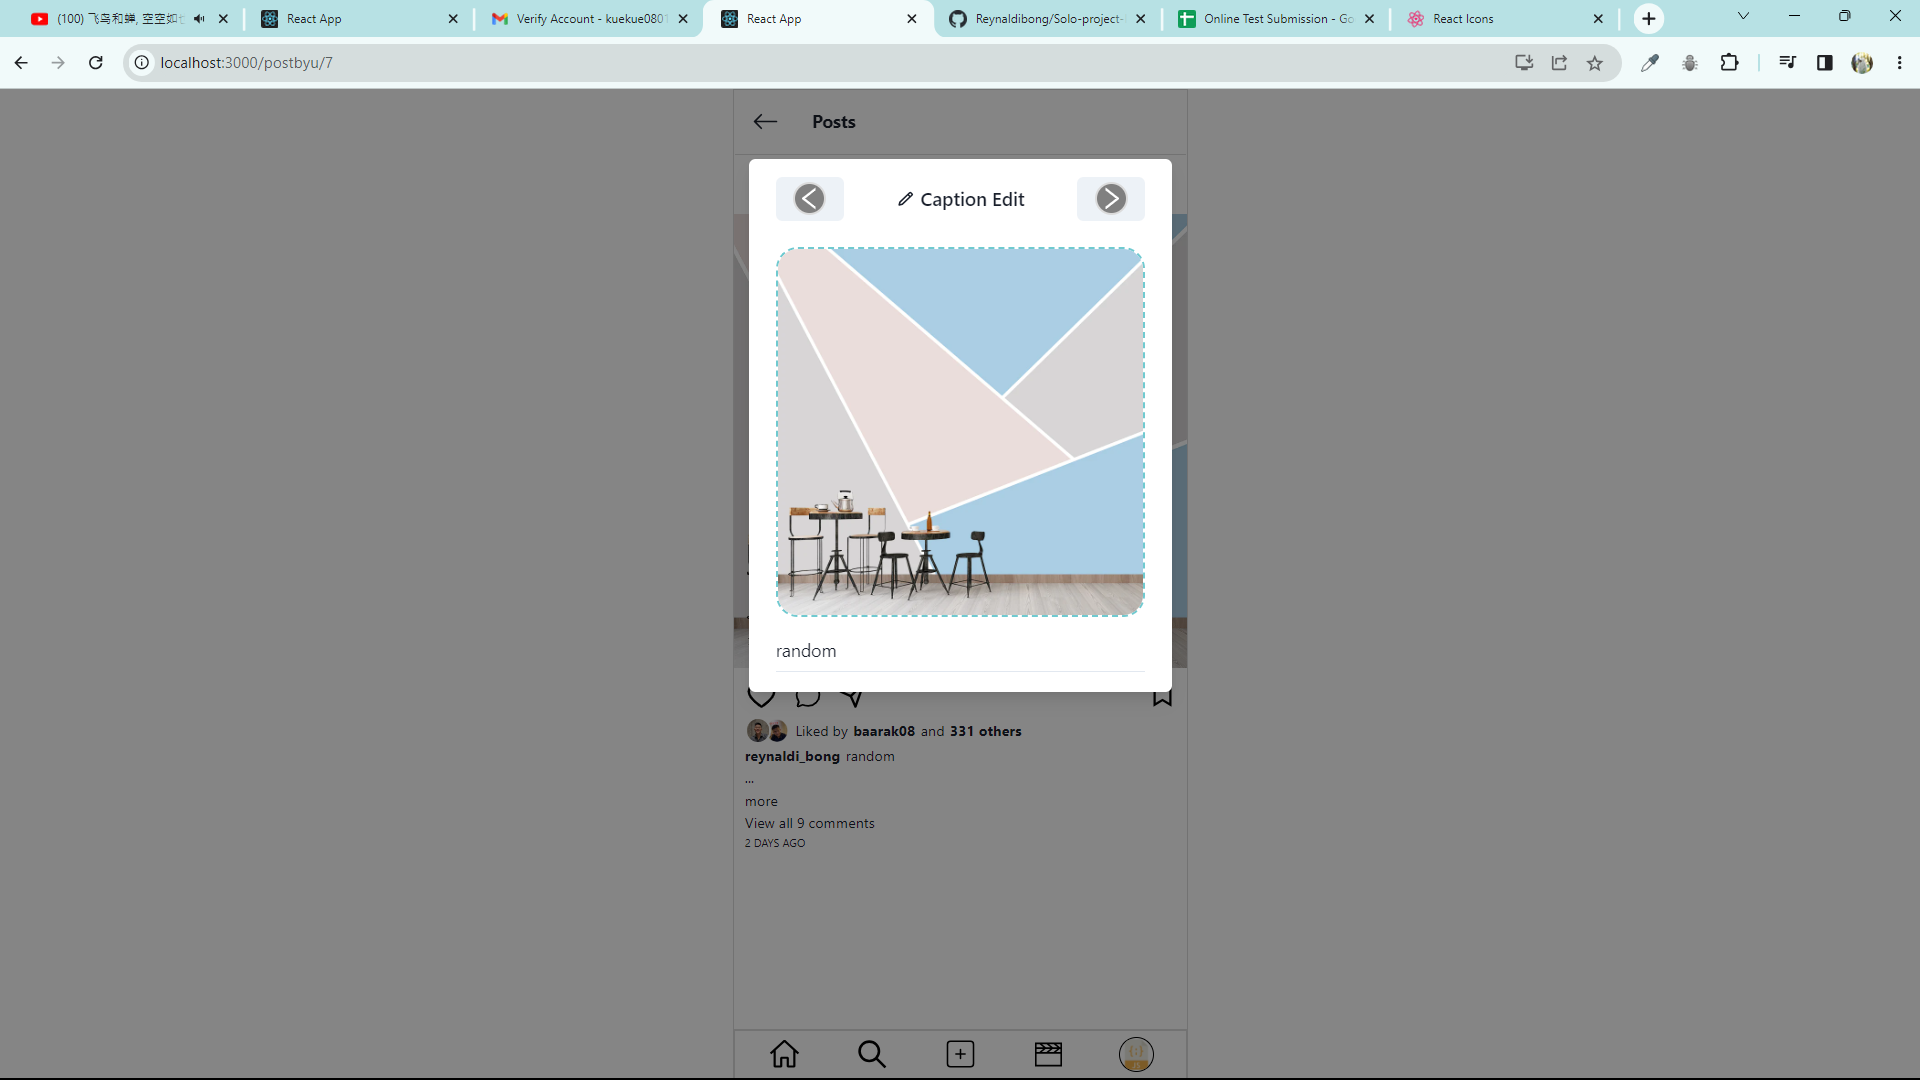 (100) 飞鸟和蝉, 空空如
React App
Verify Account - kuekue080
React App
Reynaldibong/Solo-project-
Online Test Submission - Go
React Icons
localhost:3000/postbyu/7
Posts
Caption Edit
random
Liked by baarak08 and 331 others
reynaldi_bong random
...
more
View all 9 comments
2 DAYS AGO